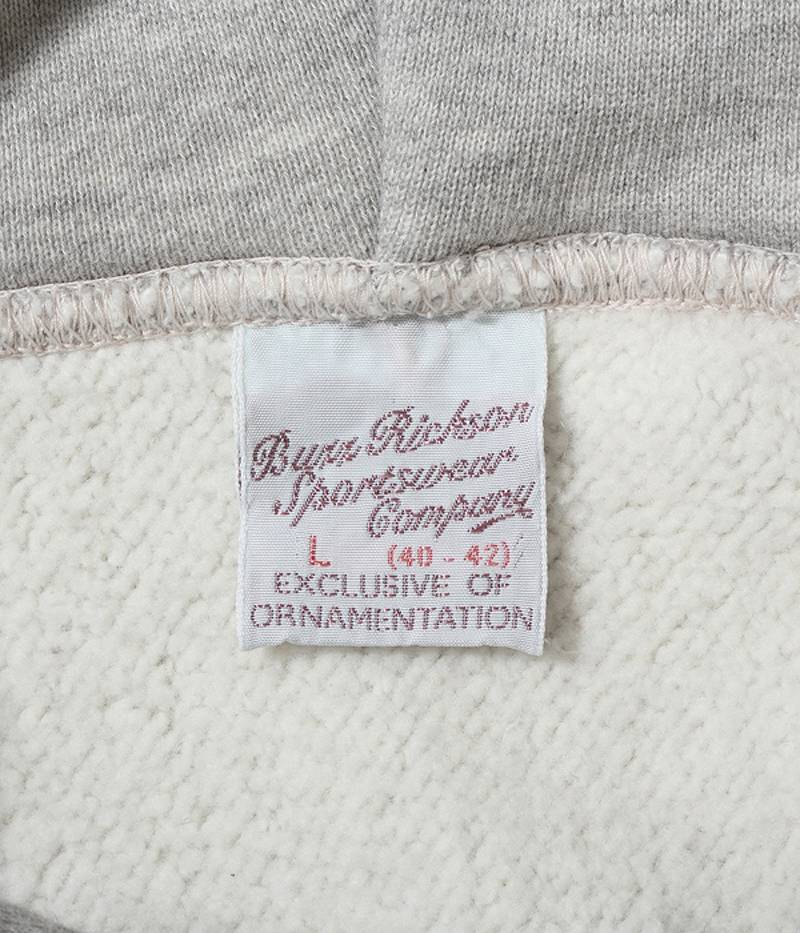 Buzz Rickson
Sportswear
Company
L (40 - 42)
EXCLUSIVE OF
ORNAMENTATION